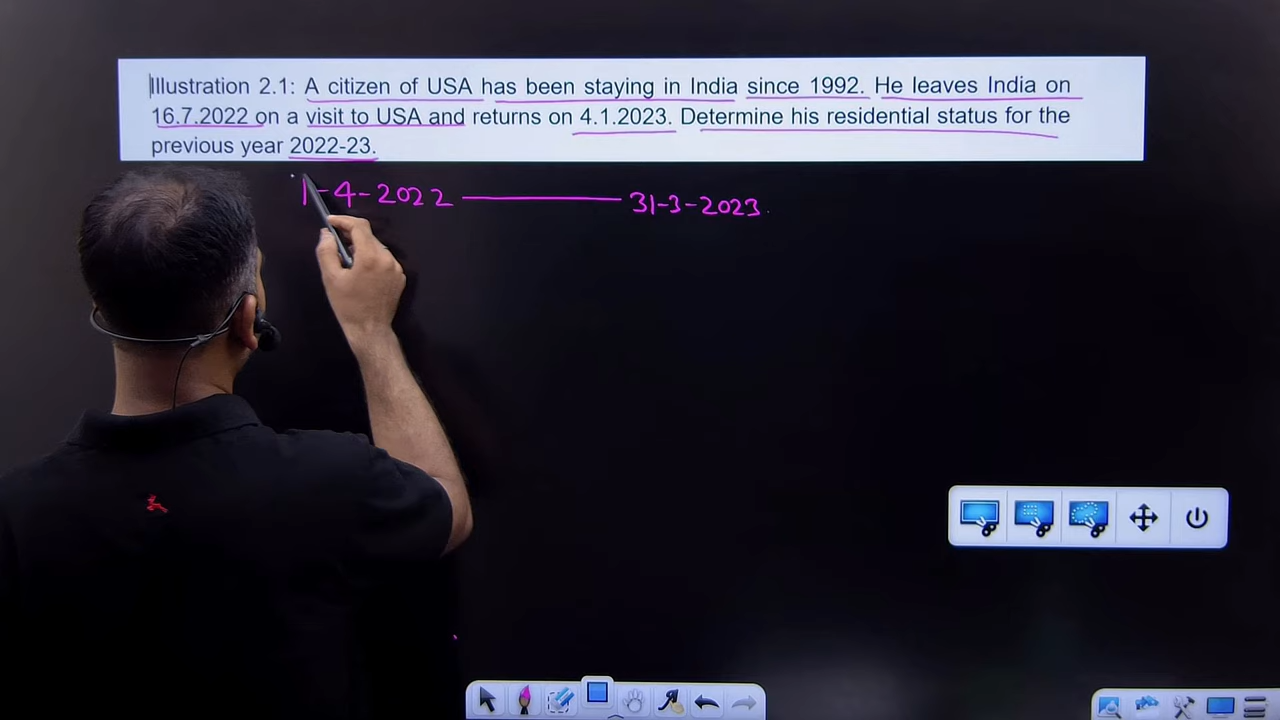 Illustration 2.1: A citizen of USA has been staying in India since 1992. He leaves India on
16.7.2022 on a visit to USA and returns on 4.1.2023. Determine his residential status for the
previous year 2022-23.
1-4-2022 ——— 31-3-2023.